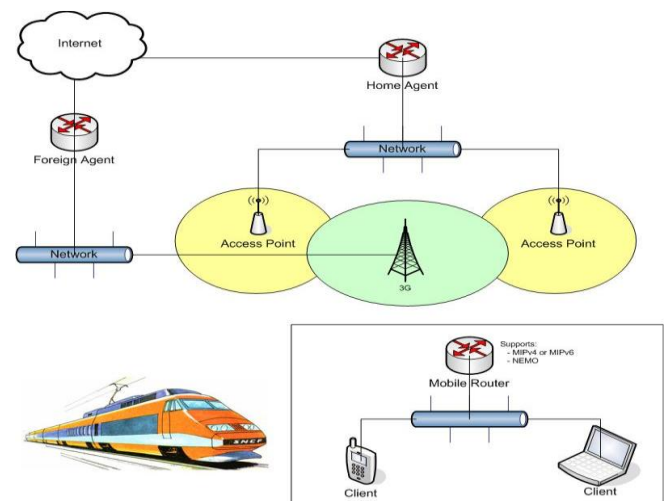 Internet
Home Agent
Foreign Agent
Network
Access Point
Access Point
Network
3G
Supports:
- MIPv4 or MIPv6
- NEMO
Mobile Router
SNCF
Client
Client